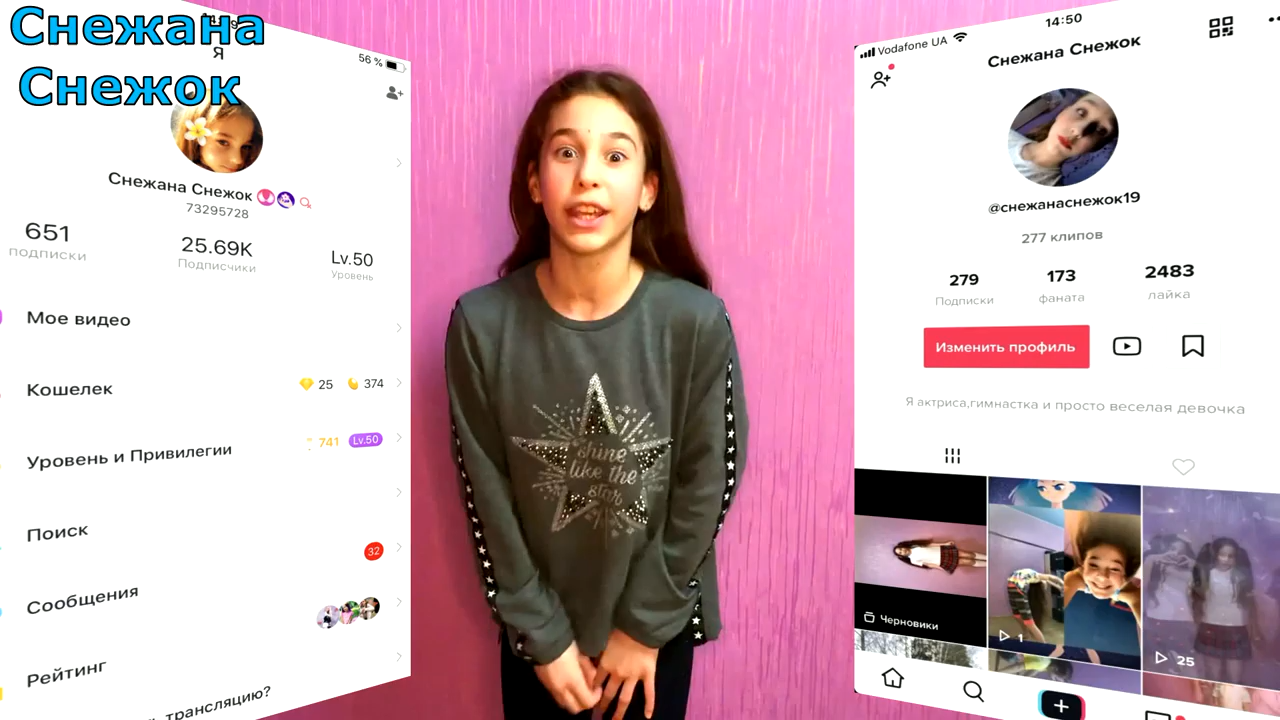 Снежана
Снежок
Я
56 %
Снежана Снежок
73295728
651
подписки
25.69K
Подписчики
Lv.50
Уровень
Мое видео
Кошелек
25
374
Уровень и Привилегии
741
Lv.50
Поиск
32
Сообщения
Рейтинг
трансляцию?
shine
like the
star
Vodafone UA
14:50
Снежана Снежок
@снежанаснежок19
277 клипов
279
Подписки
173
фаната
2483
лайка
Изменить профиль
Я актриса,гимнастка и просто веселая девочка
Черновики
1
25